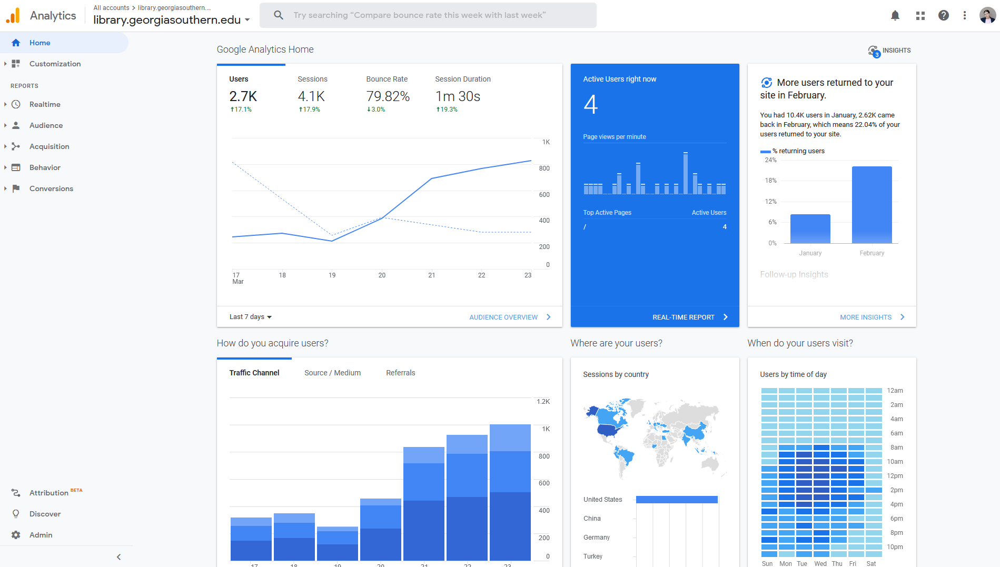 Analytics
All accounts > library.georgiasouthern....
library.georgiasouthern.edu
Try searching “Compare bounce rate this week with last week”
Home
Customization
REPORTS
Realtime
Audience
Acquisition
Behavior
Conversions
Attribution BETA
Discover
Admin
Google Analytics Home
3 INSIGHTS
Users Sessions Bounce Rate Session Duration
2.7K 4.1K 79.82% 1m 30s
↑17.1% ↑17.9% ↓3.0% ↑19.3%
1K
800
600
400
200
0
17 18 19 20 21 22 23
Mar
Last 7 days
AUDIENCE OVERVIEW
Active Users right now
4
Page views per minute
Top Active Pages Active Users
/ 4
REAL-TIME REPORT
More users returned to your
site in February.
You had 10.4K users in January, 2.62K came
back in February, which means 22.04% of your
users returned to your site.
% returning users
24%
18%
12%
6%
0%
January February
Follow-up Insights
MORE INSIGHTS
How do you acquire users?
Traffic Channel Source / Medium Referrals
1.2K
1K
800
600
400
200
0
17 18 19 20 21 22 23
Where are your users?
Sessions by country
United States
China
Germany
Turkey
When do your users visit?
Users by time of day
12am
2am
4am
6am
8am
10am
12pm
2pm
4pm
6pm
8pm
10pm
Sun Mon Tue Wed Thu Fri Sat